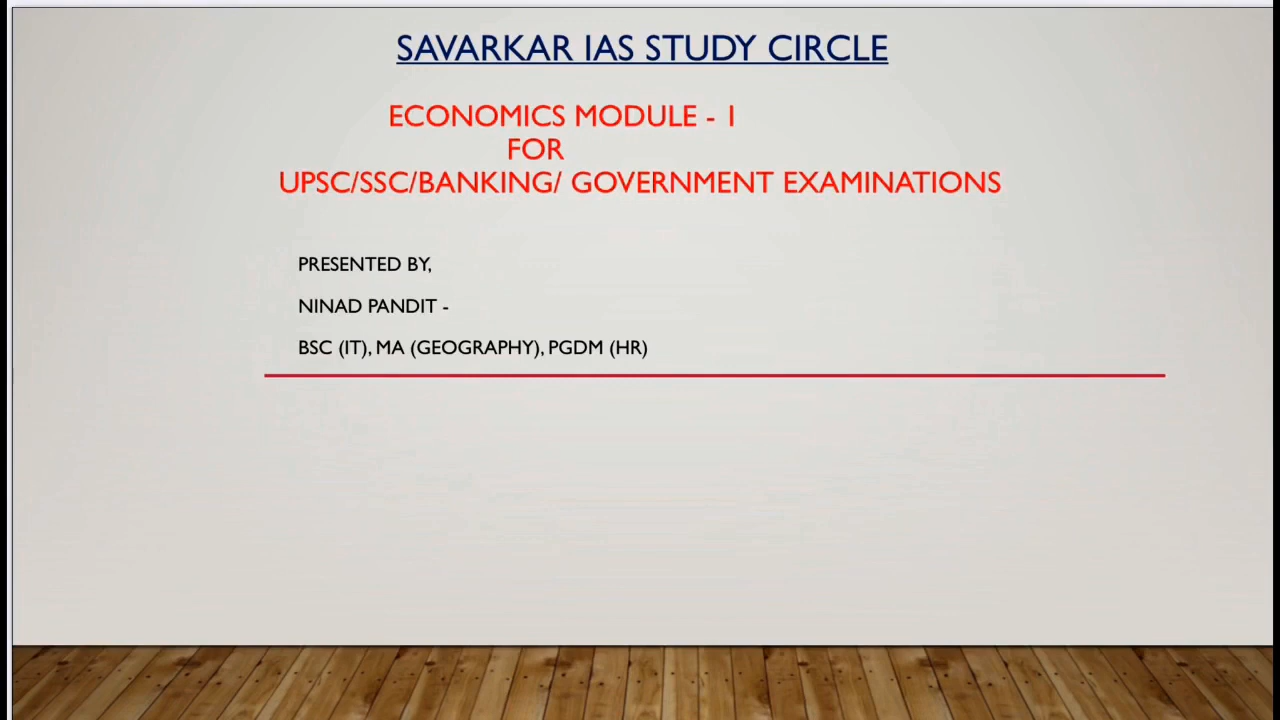 SAVARKAR IAS STUDY CIRCLE
ECONOMICS MODULE - 1
FOR
UPSC/SSC/BANKING/ GOVERNMENT EXAMINATIONS
PRESENTED BY,
NINAD PANDIT -
BSC (IT), MA (GEOGRAPHY), PGDM (HR)